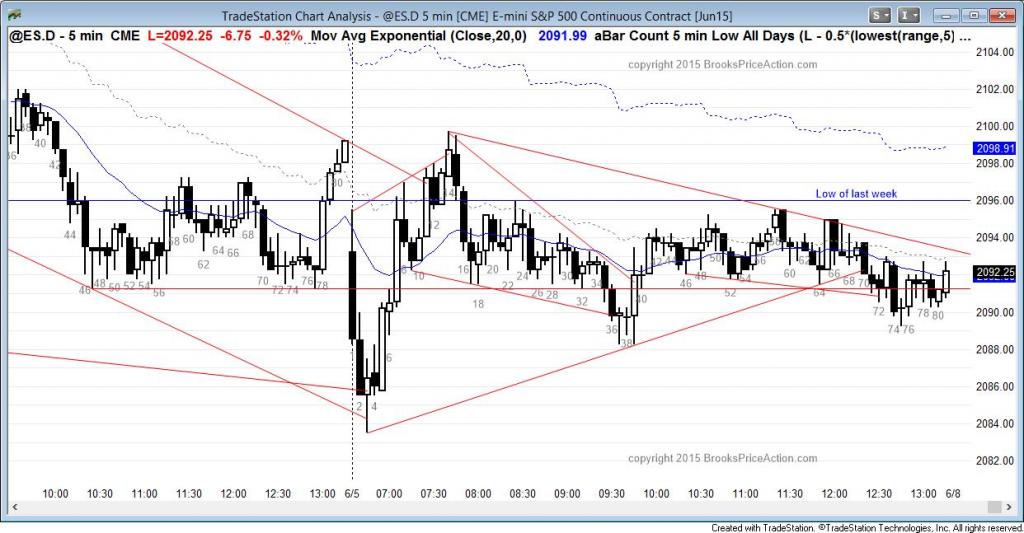 TradeStation Chart Analysis - @ES.D 5 min [CME] E-mini S&P 500 Continuous Contract [Jun15]
S I
@ES.D - 5 min CME L=2092.25 -6.75 -0.32% Mov Avg Exponential (Close,20,0) 2091.99 aBar Count 5 min Low All Days (L - 0.5*(lowest(range,5) ...
2104.00
copyright 2015 BrooksPriceAction.com
2102.00
2100.00
2098.91
2098.00
Low of last week
2096.00
2094.00
2092.25
2090.00
2088.00
2086.00
2084.00
copyright 2015 BrooksPriceAction.com
2082.00
38 40 42 44 46 48 50 52 54 56 58 60 62 64 66 68 70 72 74 76 78 80
2 4 6 8 10 12 14 16 18 20 22 24 26 28 30 32 34 36 38 40 42 44 46 48 50 52 54 56 58 60 62 64 66 68 70 72 74 76 78 80
10:00 10:30 11:00 11:30 12:00 12:30 13:00 6/5 07:00 07:30 08:00 08:30 09:00 09:30 10:00 10:30 11:00 11:30 12:00 12:30 13:00 6/8
Created with TradeStation. ©TradeStation Technologies, Inc. All rights reserved.